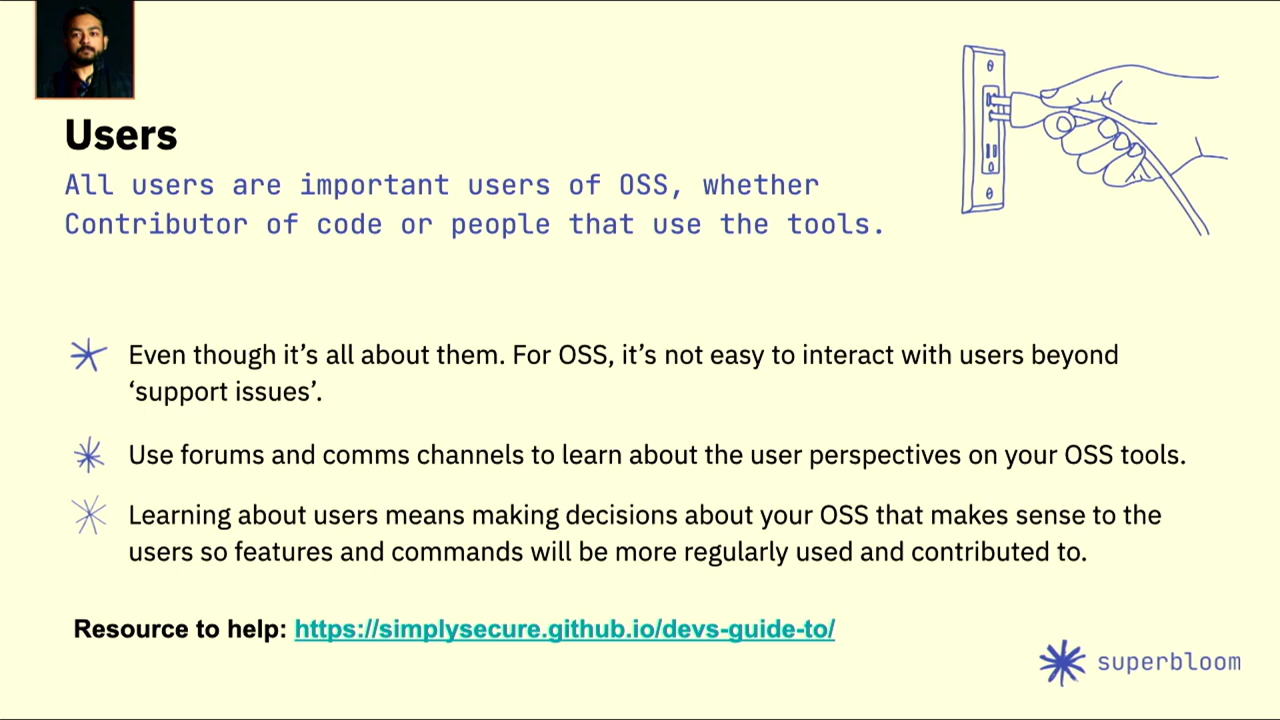 Users
All users are important users of OSS, whether
Contributor of code or people that use the tools.
Even though it’s all about them. For OSS, it’s not easy to interact with users beyond
‘support issues’.
Use forums and comms channels to learn about the user perspectives on your OSS tools.
Learning about users means making decisions about your OSS that makes sense to the
users so features and commands will be more regularly used and contributed to.
Resource to help: https://simplysecure.github.io/devs-guide-to/
superbloom